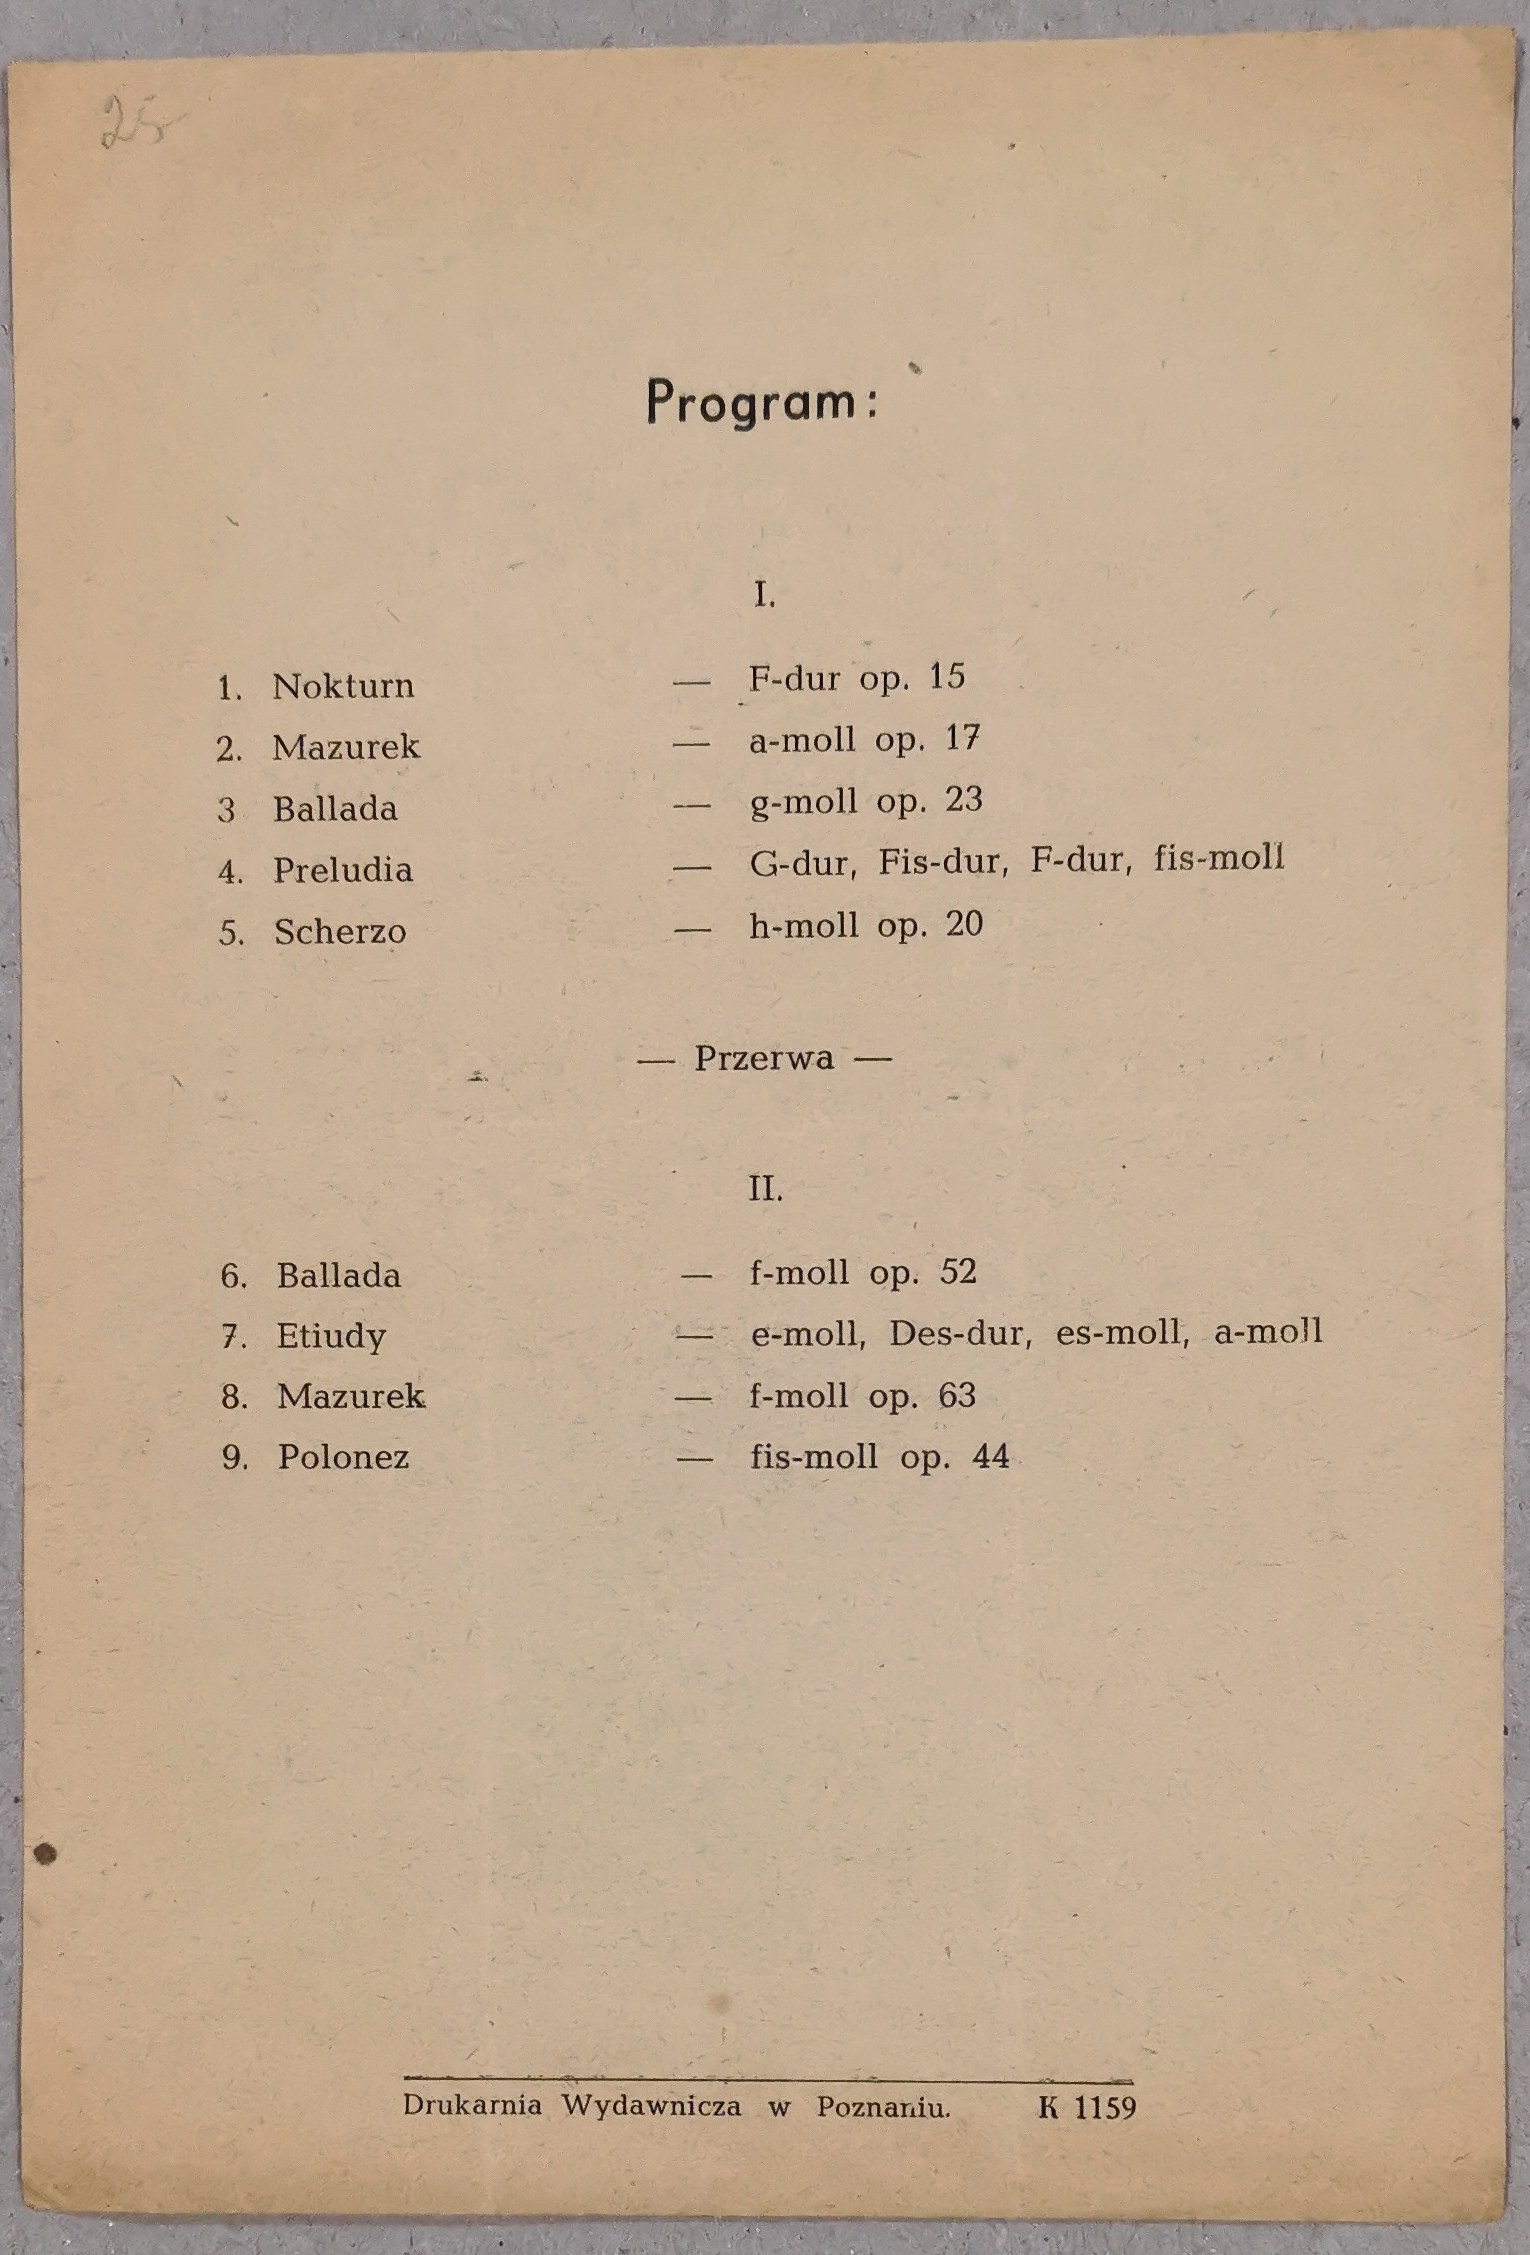 25
Program:
I.
1. Nokturn — F-dur op. 15
2. Mazurek — a-moll op. 17
3 Ballada — g-moll op. 23
4. Preludia — G-dur, Fis-dur, F-dur, fis-moll
5. Scherzo — h-moll op. 20
— Przerwa —
II.
6. Ballada — f-moll op. 52
7. Etiudy — e-moll, Des-dur, es-moll, a-moll
8. Mazurek — f-moll op. 63
9. Polonez — fis-moll op. 44
Drukarnia Wydawnicza w Poznaniu. K 1159